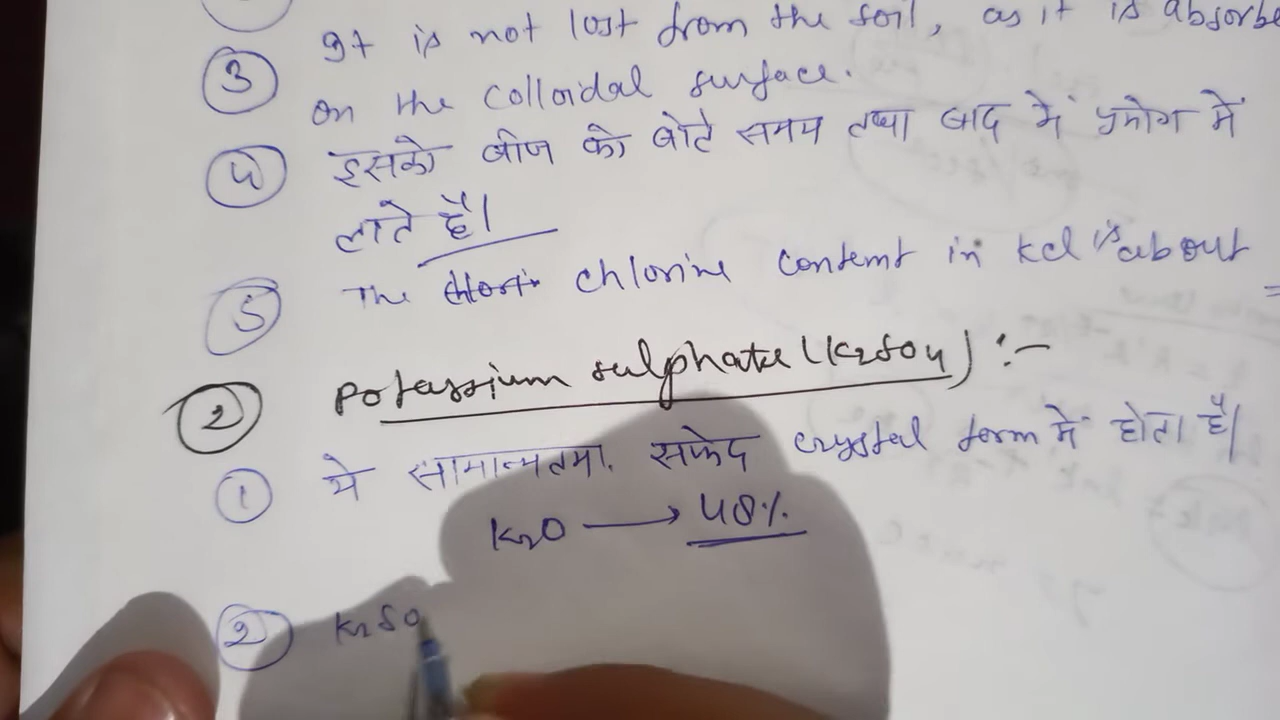 ③ It is not lost from the soil, as it is absorbe
on the colloidal surface.
④ इसको बीज को बोते समय तथा बाद में प्रयोग में
लाते है।
⑤ The chlorine content in kcl is about =
② potassium sulphate (K2SO4) :-
① ये सामान्यतया. सफेद crystal form में होता है।
K2O → 48%
② K2SO